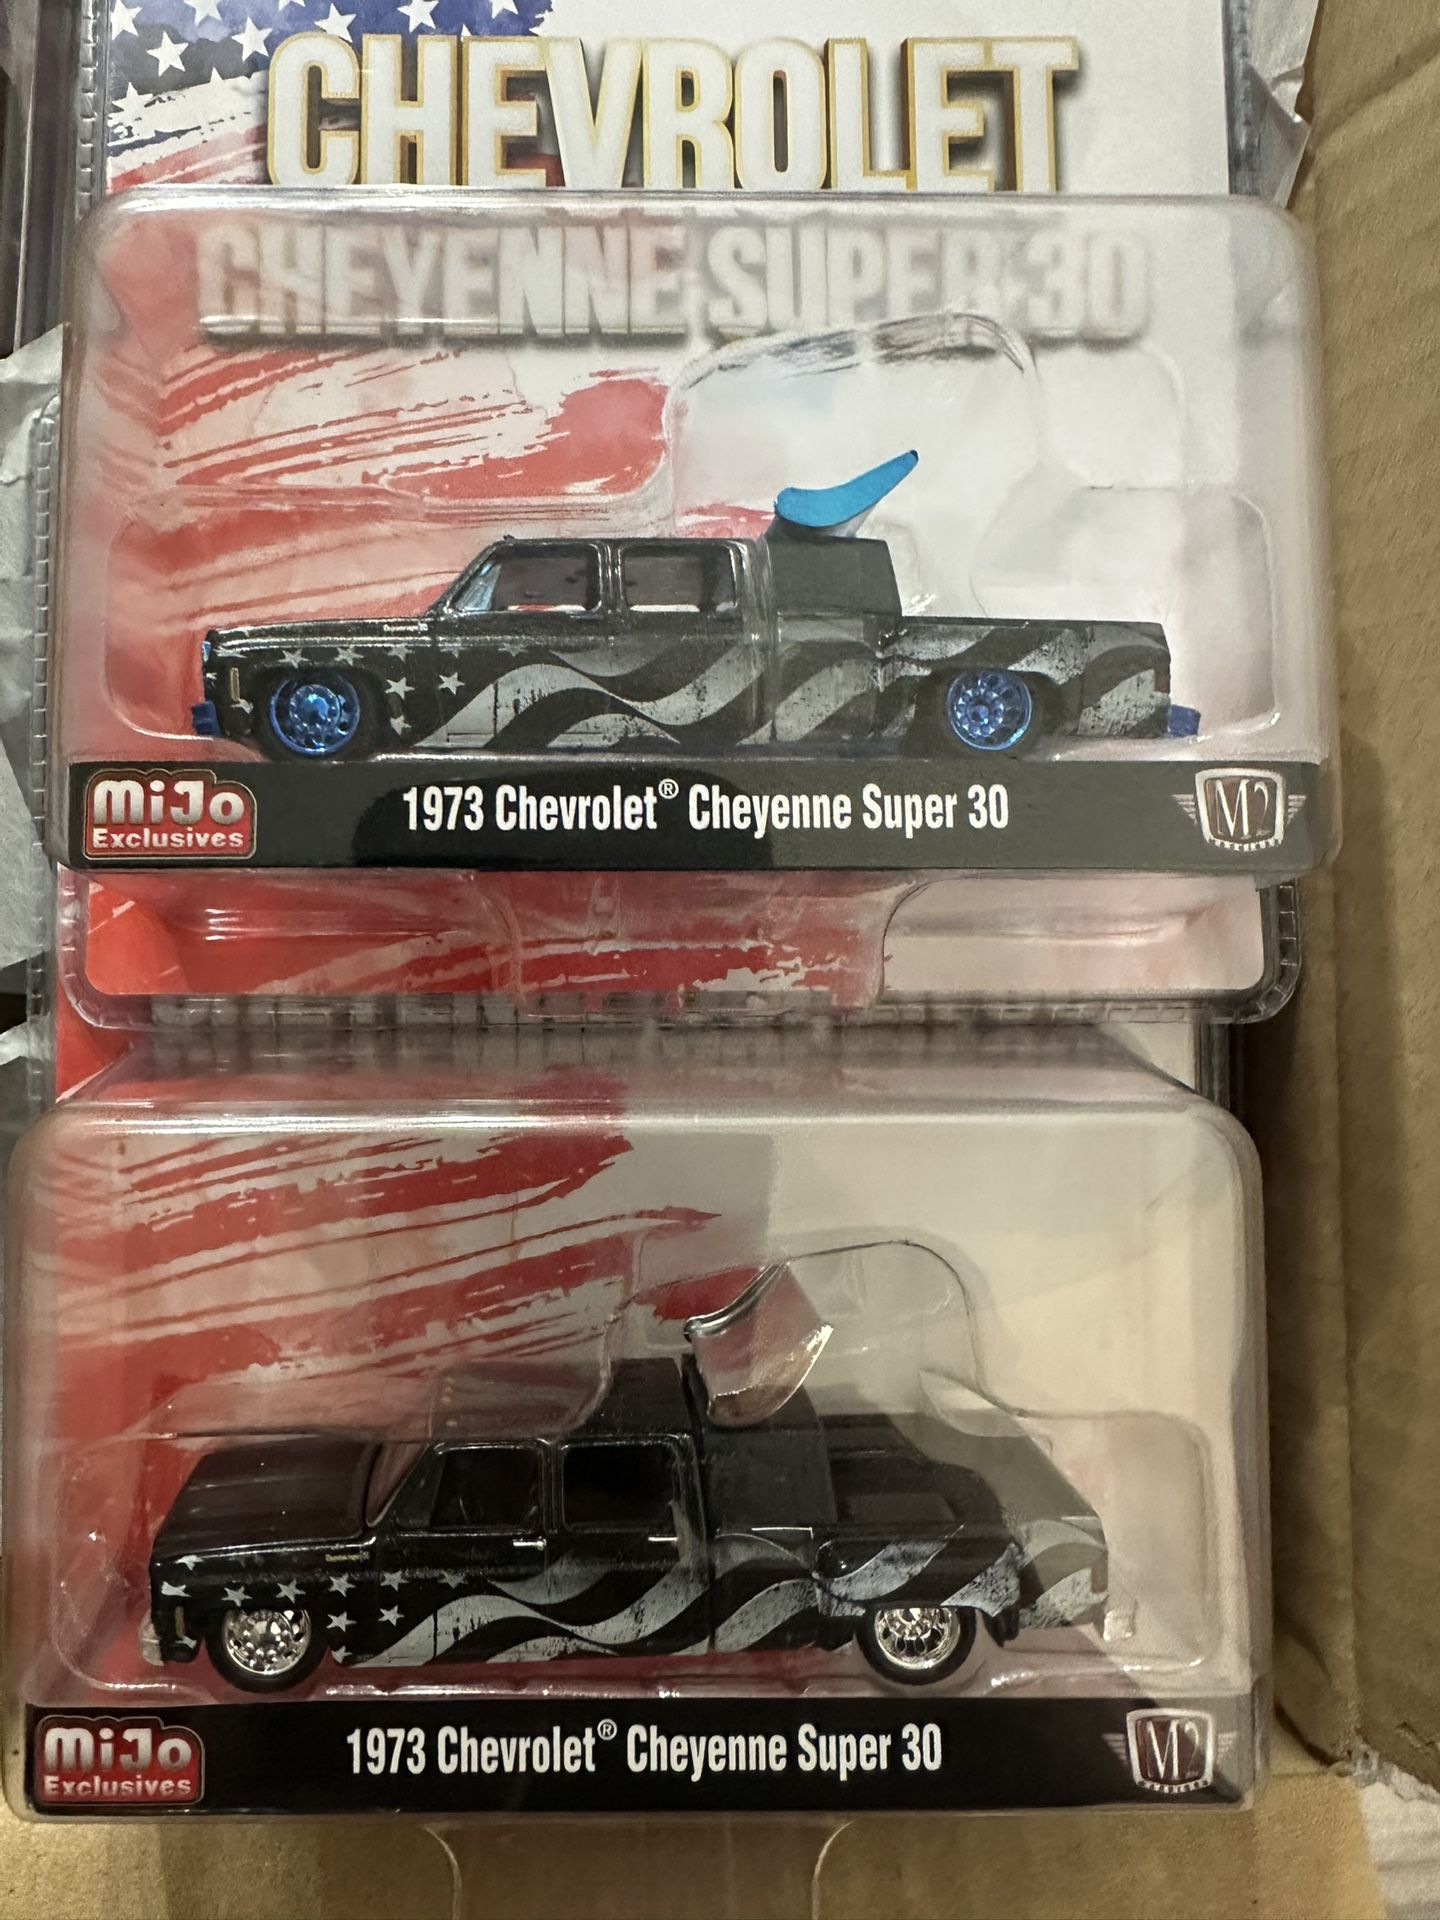 CHEVROLET
CHEYENNE SUPER 30
MiJo
Exclusives
1973 Chevrolet® Cheyenne Super 30
M2
MiJo
Exclusives
1973 Chevrolet® Cheyenne Super 30
M2